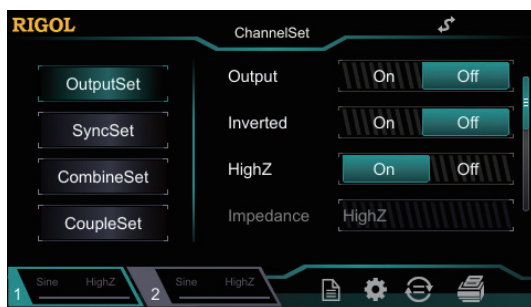 RIGOL
ChannelSet
OutputSet
SyncSet
CombineSet
CoupleSet
Output On Off
Inverted On Off
HighZ On Off
Impedance HighZ
1 Sine HighZ 2 Sine HighZ